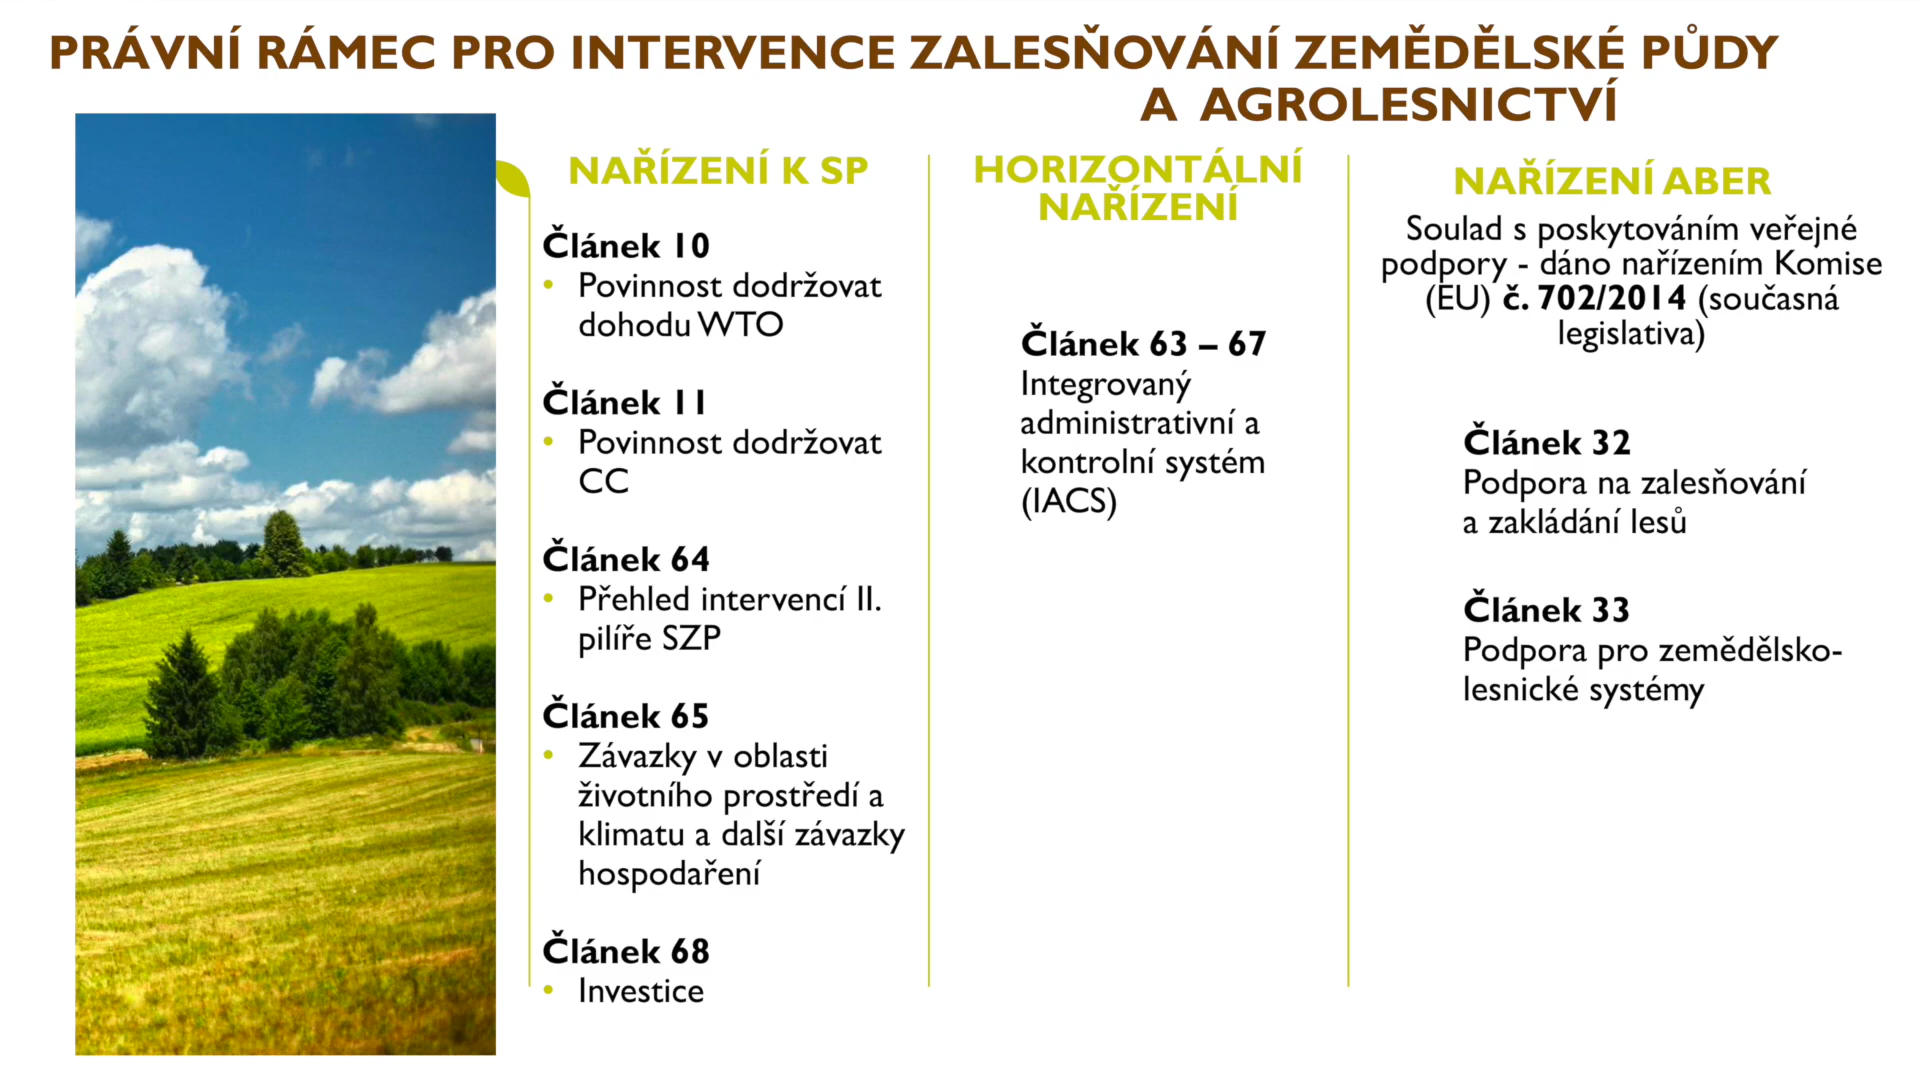 PRÁVNÍ RÁMEC PRO INTERVENCE ZALESŇOVÁNÍ ZEMĚDĚLSKÉ PŮDY
A AGROLESNICTVÍ
NAŘÍZENÍ K SP
Článek 10
• Povinnost dodržovat
dohodu WTO
Článek 11
• Povinnost dodržovat
CC
Článek 64
• Přehled intervencí II.
pilíře SZP
Článek 65
• Závazky v oblasti
životního prostředí a
klimatu a další závazky
hospodaření
Článek 68
• Investice
HORIZONTÁLNÍ
NAŘÍZENÍ
Článek 63 – 67
Integrovaný
administrativní a
kontrolní systém
(IACS)
NAŘÍZENÍ ABER
Soulad s poskytováním veřejné
podpory - dáno nařízením Komise
(EU) č. 702/2014 (současná
legislativa)
Článek 32
Podpora na zalesňování
a zakládání lesů
Článek 33
Podpora pro zemědělsko-
lesnické systémy